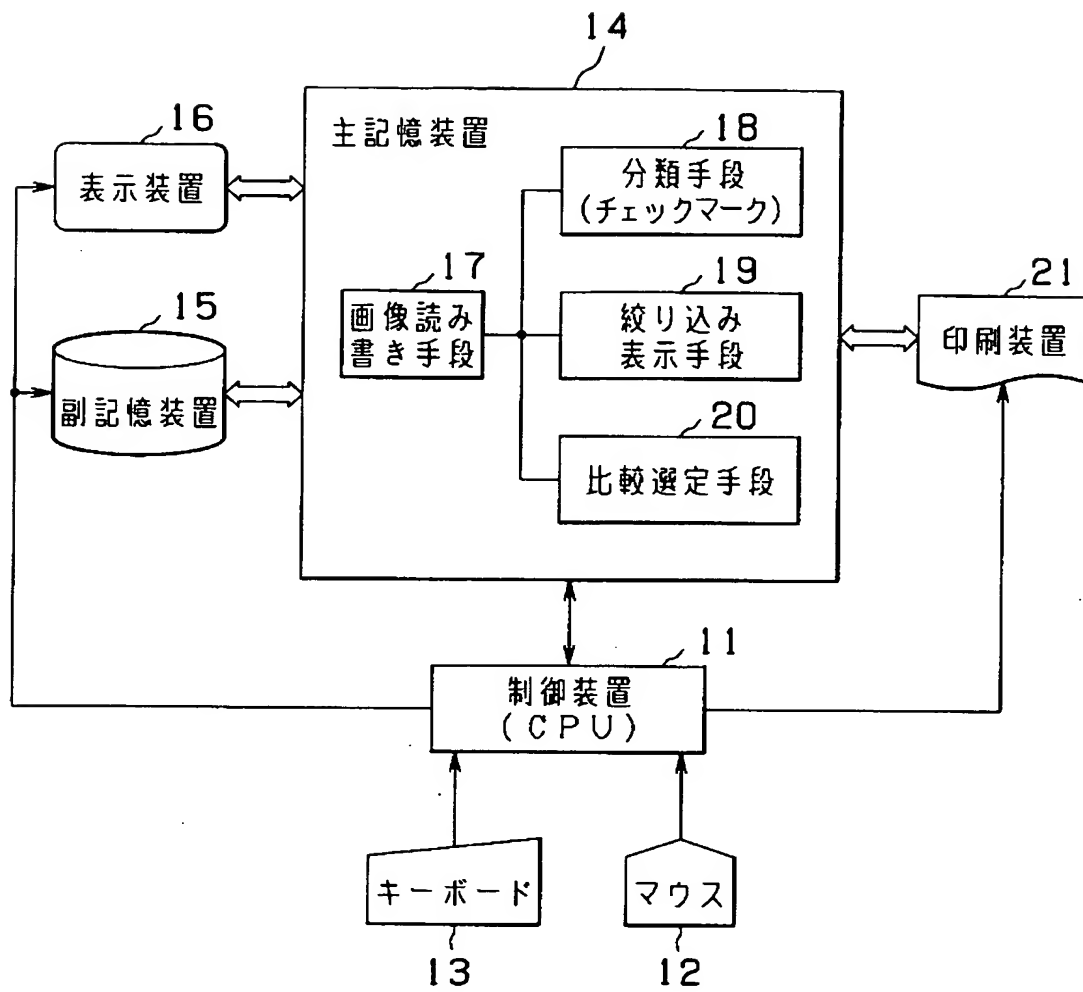 14
16
主記憶装置
18
表示装置
分類手段
(チェックマーク)
17
19
21
15
画像読み
書き手段
絞り込み
表示手段
印刷装置
副記憶装置
20
比較選定手段
11
制御装置
(CPU)
キーボード
マウス
13
12